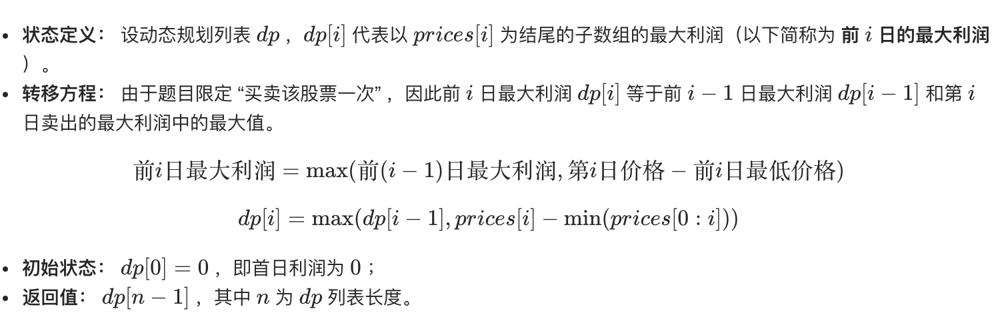 • 状态定义： 设动态规划列表 dp ，dp[i] 代表以 prices[i] 为结尾的子数组的最大利润（以下简称为 前 i 日的最大利润
）。
• 转移方程： 由于题目限定 “买卖该股票一次” ，因此前 i 日最大利润 dp[i] 等于前 i − 1 日最大利润 dp[i − 1] 和第 i
日卖出的最大利润中的最大值。
前i日最大利润 = max(前(i − 1)日最大利润, 第i日价格 − 前i日最低价格)
dp[i] = max(dp[i − 1], prices[i] − min(prices[0 : i]))
• 初始状态： dp[0] = 0 ，即首日利润为 0 ；
• 返回值： dp[n − 1] ，其中 n 为 dp 列表长度。